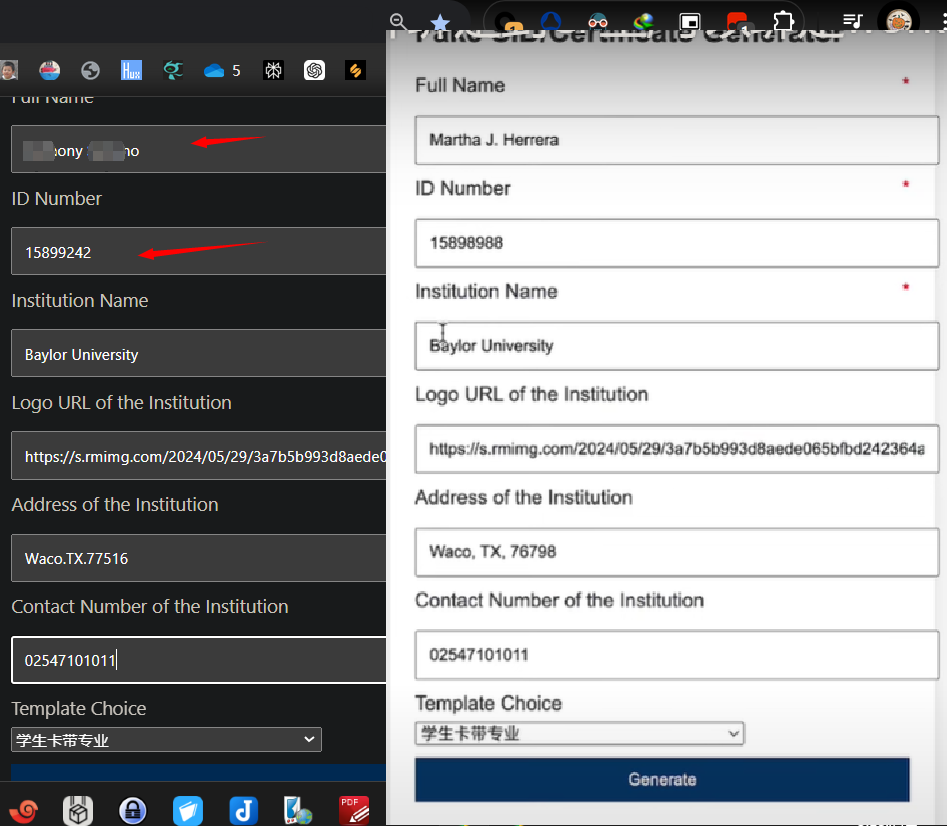 5
Full Name
ony
no
ID Number
15899242
Institution Name
Baylor University
Logo URL of the Institution
https://s.rmimg.com/2024/05/29/3a7b5b993d8aede0
Address of the Institution
Waco.TX.77516
Contact Number of the Institution
02547101011
Template Choice
学生卡带专业
PDF
Fake SIB/Certificate Generator
Full Name *
Martha J. Herrera
ID Number *
15898988
Institution Name *
Baylor University
Logo URL of the Institution
https://s.rmimg.com/2024/05/29/3a7b5b993d8aede065bfbd242364a
Address of the Institution
Waco, TX, 76798
Contact Number of the Institution
02547101011
Template Choice
学生卡带专业
Generate